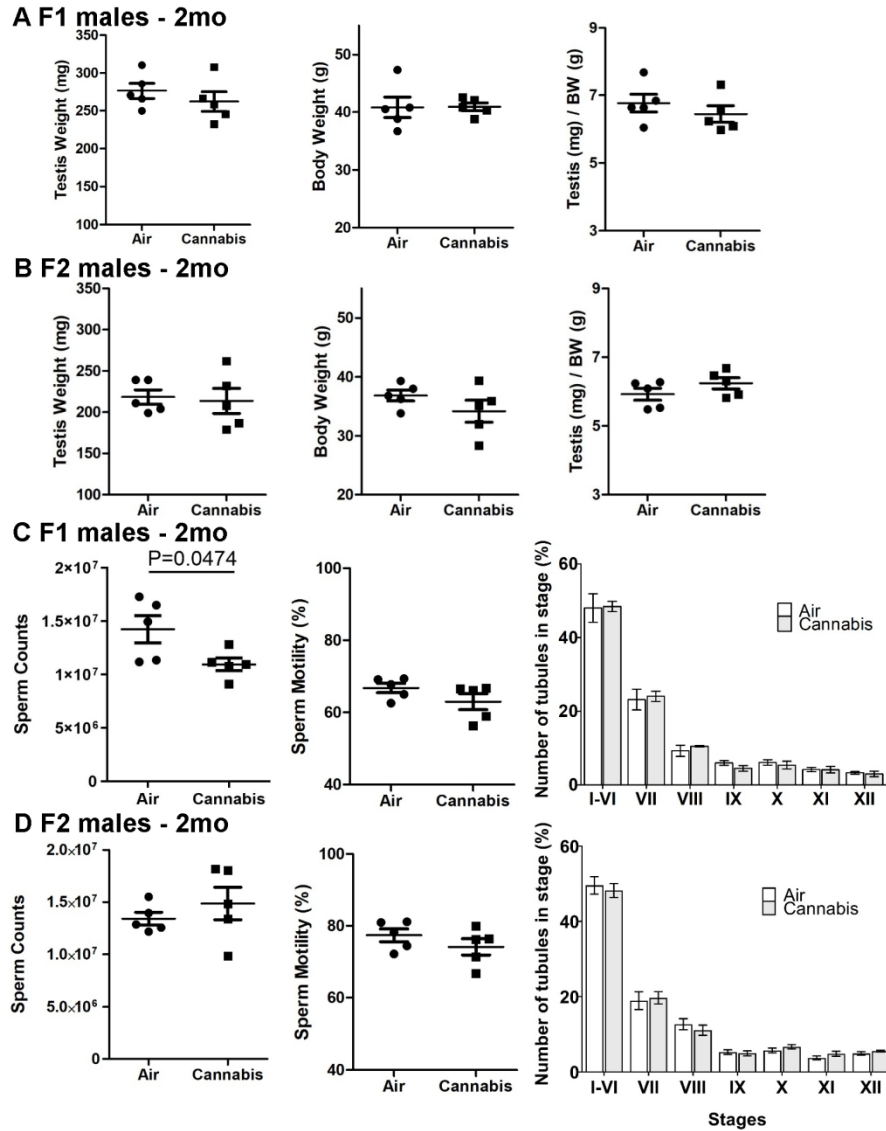 A F1 males - 2mo
Testis Weight (mg)
350
300
250
200
150
100
Air Cannabis
Body Weight (g)
50
40
30
20
Air Cannabis
Testis (mg) / BW (g)
9
7
5
3
Air Cannabis
B F2 males - 2mo
Testis Weight (mg)
350
300
250
200
150
100
Air Cannabis
Body Weight (g)
50
40
30
20
Air Cannabis
Testis (mg) / BW (g)
9
7
5
3
Air Cannabis
C F1 males - 2mo
P=0.0474
Sperm Counts
2×10⁷
1.5×10⁷
1×10⁷
5×10⁶
0
Air Cannabis
Sperm Motility (%)
100
80
60
40
Air Cannabis
Number of tubules in stage (%)
60
40
20
0
Air
Cannabis
I-VI VII VIII IX X XI XII
D F2 males - 2mo
Sperm Counts
2.0×10⁷
1.5×10⁷
1.0×10⁷
5.0×10⁶
0
Air Cannabis
Sperm Motility (%)
100
80
60
40
Air Cannabis
Number of tubules in stage (%)
60
40
20
0
Air
Cannabis
I-VI VII VIII IX X XI XII
Stages